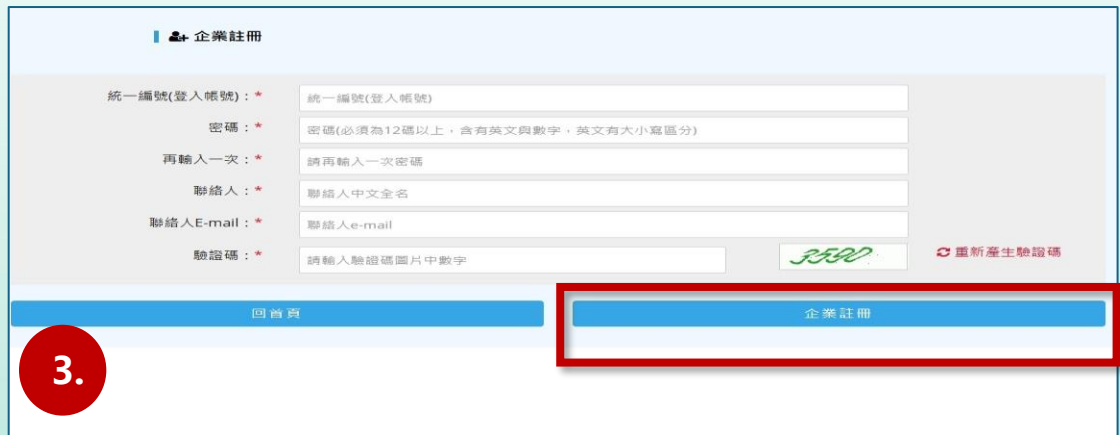 企業註冊
統一編號(登入帳號)：* 統一編號(登入帳號)
密碼：* 密碼(必須為12碼以上，含有英文與數字，英文有大小寫區分)
再輸入一次：* 請再輸入一次密碼
聯絡人：* 聯絡人中文全名
聯絡人E-mail：* 聯絡人e-mail
驗證碼：* 請輸入驗證碼圖片中數字 3590 重新產生驗證碼
回首頁 企業註冊
3.